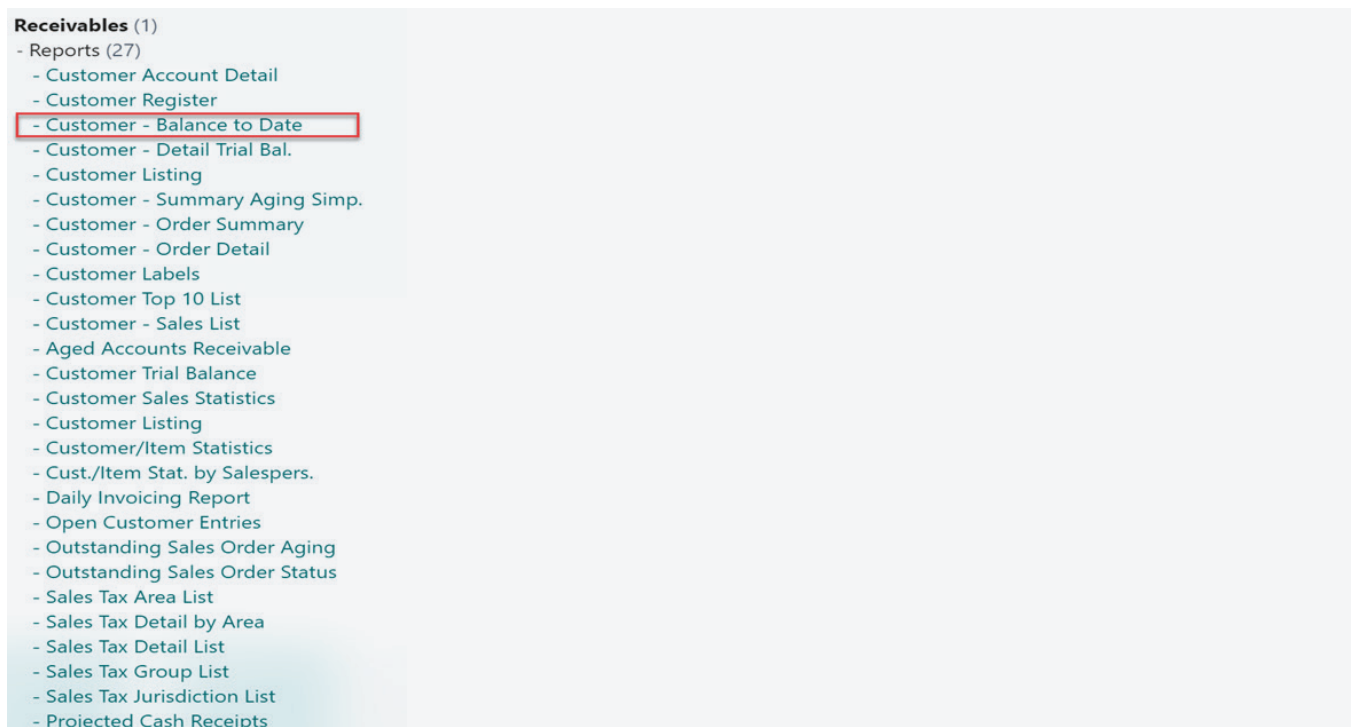 Receivables (1)
- Reports (27)
- Customer Account Detail
- Customer Register
- Customer - Balance to Date
- Customer - Detail Trial Bal.
- Customer Listing
- Customer - Summary Aging Simp.
- Customer - Order Summary
- Customer - Order Detail
- Customer Labels
- Customer Top 10 List
- Customer - Sales List
- Aged Accounts Receivable
- Customer Trial Balance
- Customer Sales Statistics
- Customer Listing
- Customer/Item Statistics
- Cust./Item Stat. by Salespers.
- Daily Invoicing Report
- Open Customer Entries
- Outstanding Sales Order Aging
- Outstanding Sales Order Status
- Sales Tax Area List
- Sales Tax Detail by Area
- Sales Tax Detail List
- Sales Tax Group List
- Sales Tax Jurisdiction List
- Projected Cash Receipts